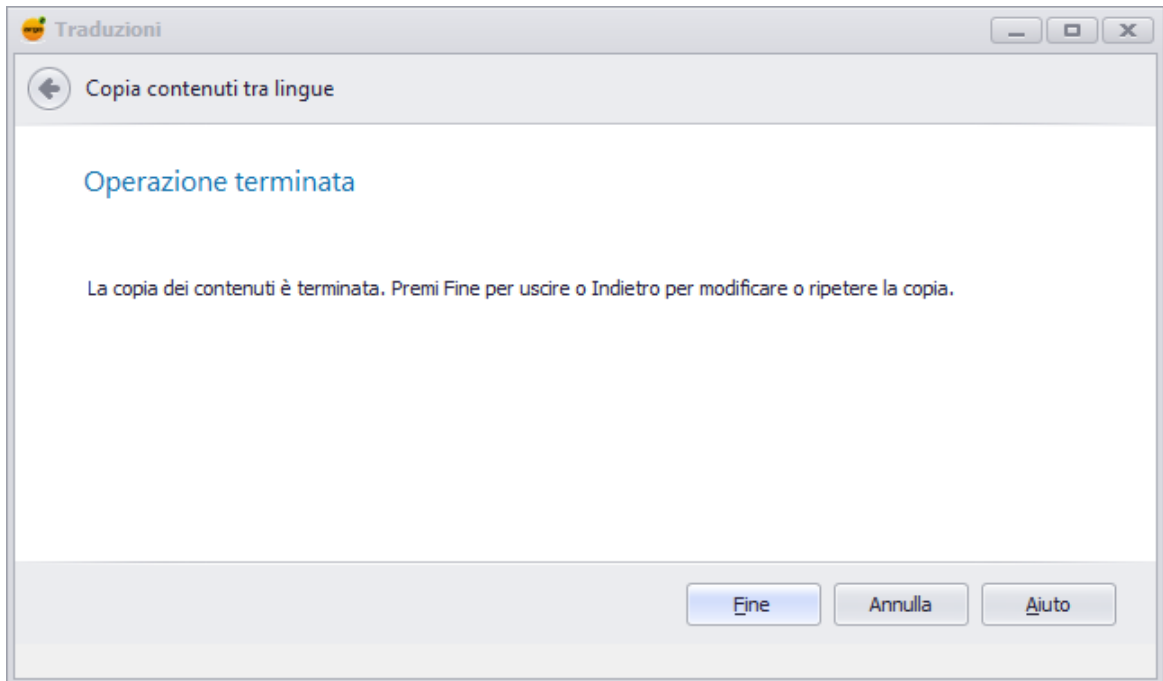 Traduzioni
Copia contenuti tra lingue
Operazione terminata
La copia dei contenuti è terminata. Premi Fine per uscire o Indietro per modificare o ripetere la copia.
Fine Annulla Aiuto